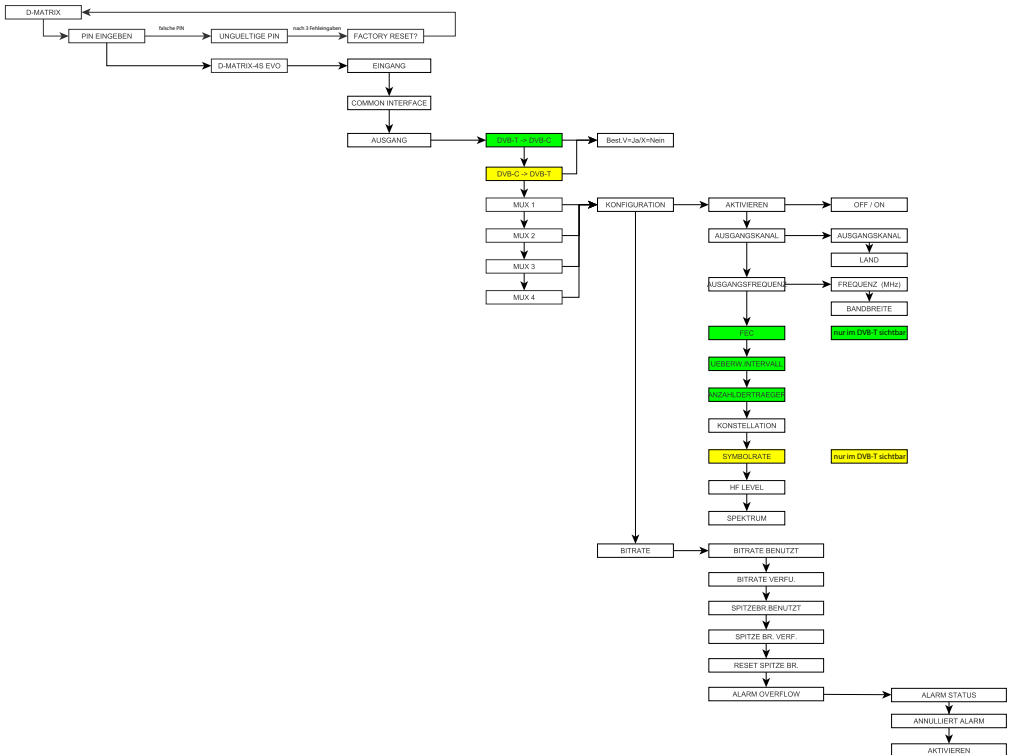 D-MATRIX
PIN EINGEBEN
falsche PIN
UNGUELTIGE PIN
nach 3 Fehleingaben
FACTORY RESET?
D-MATRIX-4S EVO
EINGANG
COMMON INTERFACE
AUSGANG
DVB-T -> DVB-C
Best.V=Ja/X=Nein
DVB-C -> DVB-T
MUX 1
KONFIGURATION
AKTIVIEREN
OFF / ON
MUX 2
AUSGANGSKANAL
AUSGANGSKANAL
LAND
MUX 3
AUSGANGSFREQUENZ
FREQUENZ (MHz)
MUX 4
BANDBREITE
FEC
nur im DVB-T sichtbar
UEBERW.INTERVALL
ANZAHLDERTRAEGER
KONSTELLATION
SYMBOLRATE
nur im DVB-T sichtbar
HF LEVEL
SPEKTRUM
BITRATE
BITRATE BENUTZT
BITRATE VERFU.
SPITZEBR.BENUTZT
SPITZE BR. VERF.
RESET SPITZE BR.
ALARM OVERFLOW
ALARM STATUS
ANNULLIERT ALARM
AKTIVIEREN